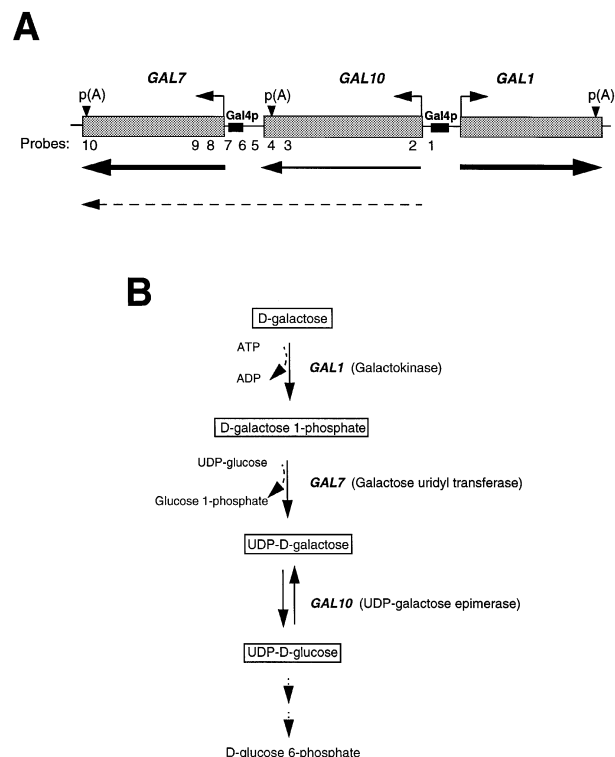 A
GAL7 GAL10 GAL1
p(A) p(A) p(A)
Gal4p Gal4p
Probes: 10 9 8 7 6 5 4 3 2 1
B
D-galactose
ATP
GAL1 (Galactokinase)
ADP
D-galactose 1-phosphate
UDP-glucose
GAL7 (Galactose uridyl transferase)
Glucose 1-phosphate
UDP-D-galactose
GAL10 (UDP-galactose epimerase)
UDP-D-glucose
D-glucose 6-phosphate